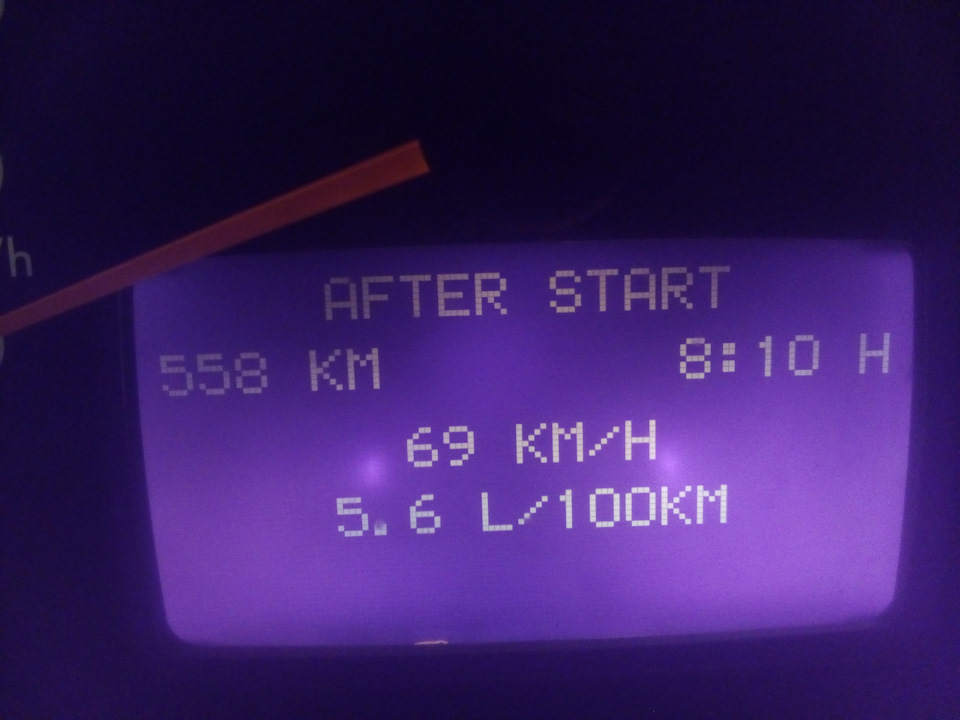 /h
AFTER START
558 KM 8:10 H
69 KM/H
5.6 L/100KM